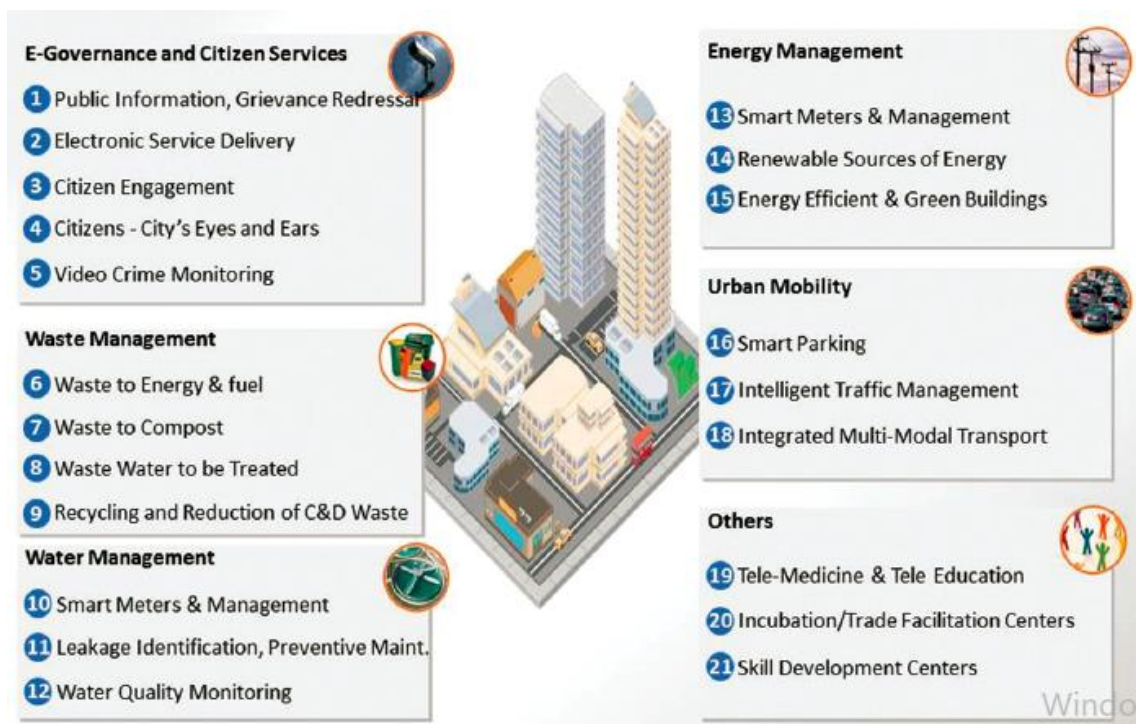 E-Governance and Citizen Services
1 Public Information, Grievance Redressal
2 Electronic Service Delivery
3 Citizen Engagement
4 Citizens - City's Eyes and Ears
5 Video Crime Monitoring
Waste Management
6 Waste to Energy & fuel
7 Waste to Compost
8 Waste Water to be Treated
9 Recycling and Reduction of C&D Waste
Water Management
10 Smart Meters & Management
11 Leakage Identification, Preventive Maint.
12 Water Quality Monitoring
Energy Management
13 Smart Meters & Management
14 Renewable Sources of Energy
15 Energy Efficient & Green Buildings
Urban Mobility
16 Smart Parking
17 Intelligent Traffic Management
18 Integrated Multi-Modal Transport
Others
19 Tele-Medicine & Tele Education
20 Incubation/Trade Facilitation Centers
21 Skill Development Centers
Windo